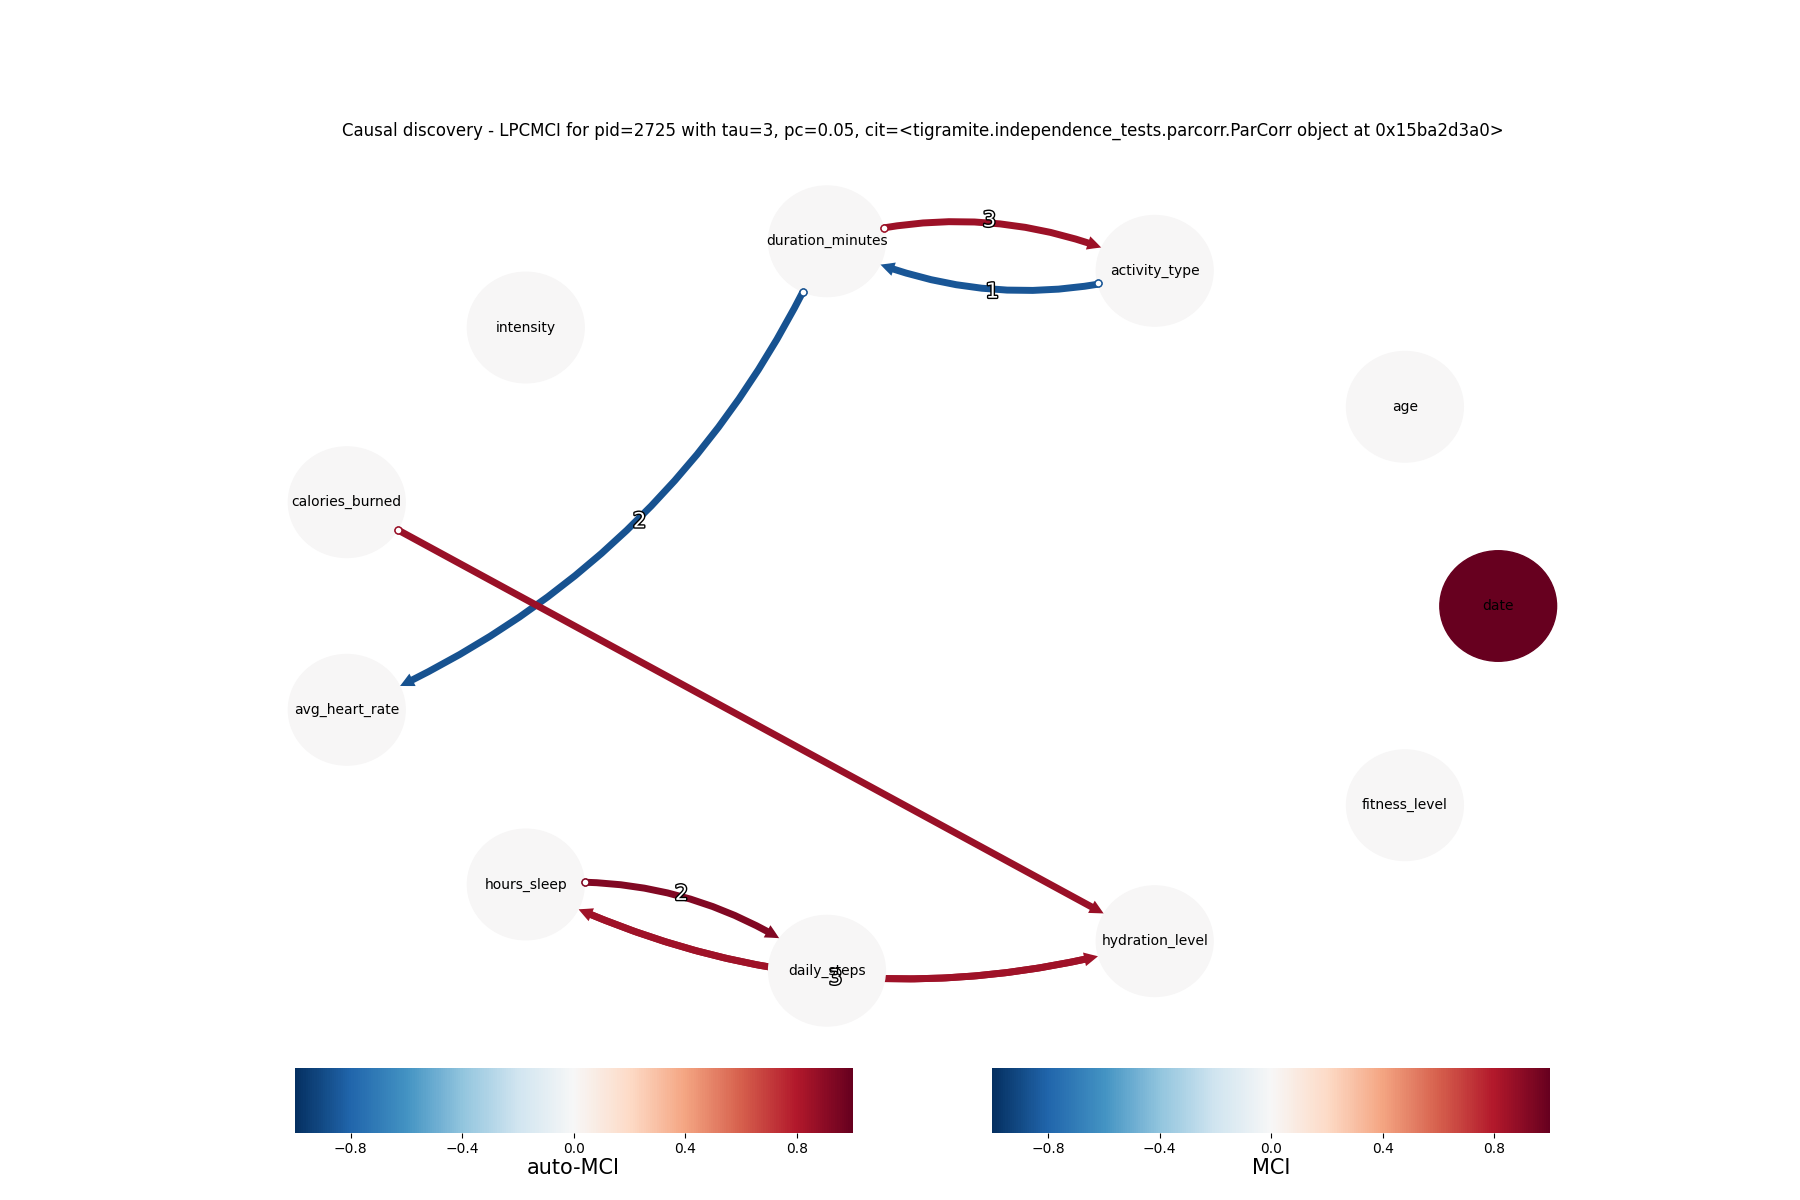 Causal discovery - LPCMCI for pid=2725 with tau=3, pc=0.05, cit=<tigramite.independence_tests.parcorr.ParCorr object at 0x15ba2d3a0>
duration_minutes
3
activity_type
1
intensity
age
calories_burned
2
date
avg_heart_rate
fitness_level
hours_sleep
2
hydration_level
daily_steps
−0.8 −0.4 0.0 0.4 0.8
auto-MCI
−0.8 −0.4 0.0 0.4 0.8
MCI